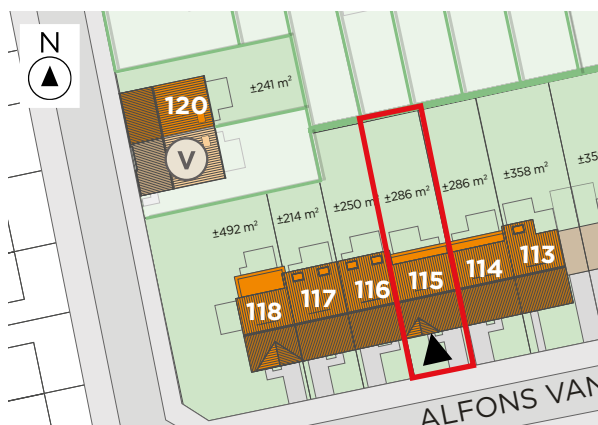 N
120
±241 m²
V
±492 m²
±214 m²
±250 m
±286 m²
±286 m²
±358 m²
±35
118
117
116
115
114
113
ALFONS VAN